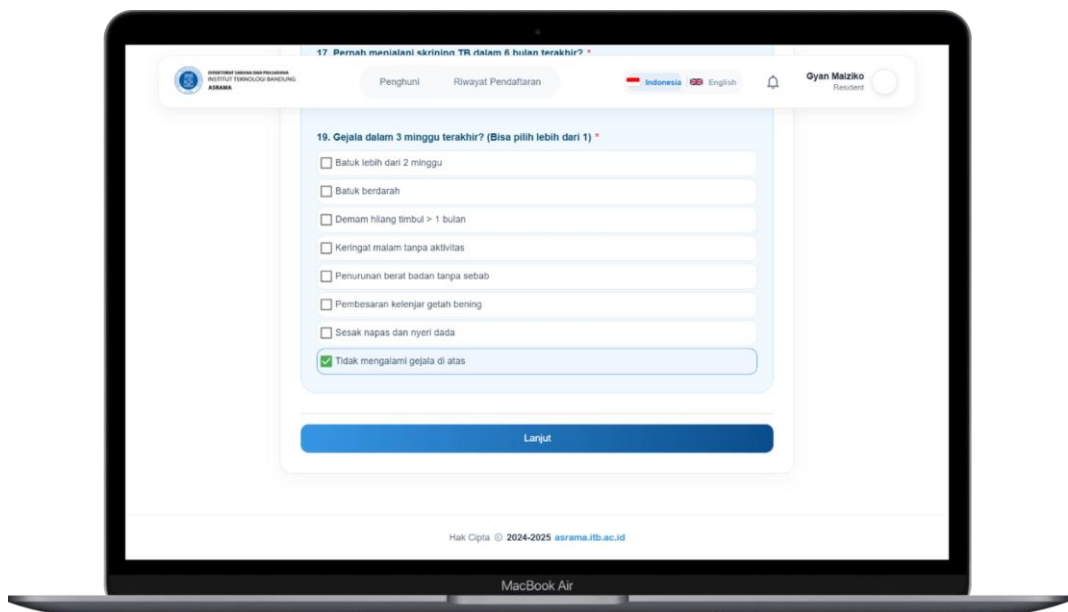 17. Pernah menjalani skrining TB dalam 6 bulan terakhir? *
DIREKTORAT SARANA DAN PRASARANA
INSTITUT TEKNOLOGI BANDUNG
ASRAMA
Penghuni
Riwayat Pendaftaran
Indonesia
English
Gyan Maiziko
Resident
19. Gejala dalam 3 minggu terakhir? (Bisa pilih lebih dari 1) *
Batuk lebih dari 2 minggu
Batuk berdarah
Demam hilang timbul > 1 bulan
Keringat malam tanpa aktivitas
Penurunan berat badan tanpa sebab
Pembesaran kelenjar getah bening
Sesak napas dan nyeri dada
Tidak mengalami gejala di atas
Lanjut
Hak Cipta © 2024-2025 asrama.itb.ac.id
MacBook Air